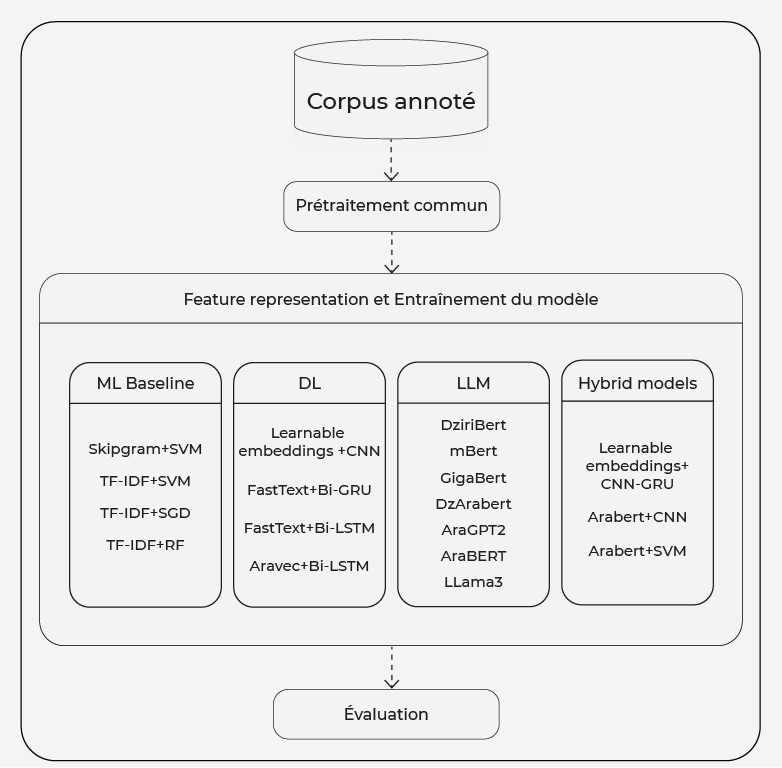 Corpus annoté
Prétraitement commun
Feature representation et Entraînement du modèle
ML Baseline
Skipgram+SVM
TF-IDF+SVM
TF-IDF+SGD
TF-IDF+RF
DL
Learnable
embeddings +CNN
FastText+Bi-GRU
FastText+Bi-LSTM
Aravec+Bi-LSTM
LLM
DziriBert
mBert
GigaBert
DzArabert
AraGPT2
AraBERT
LLama3
Hybrid models
Learnable
embeddings+
CNN-GRU
Arabert+CNN
Arabert+SVM
Évaluation